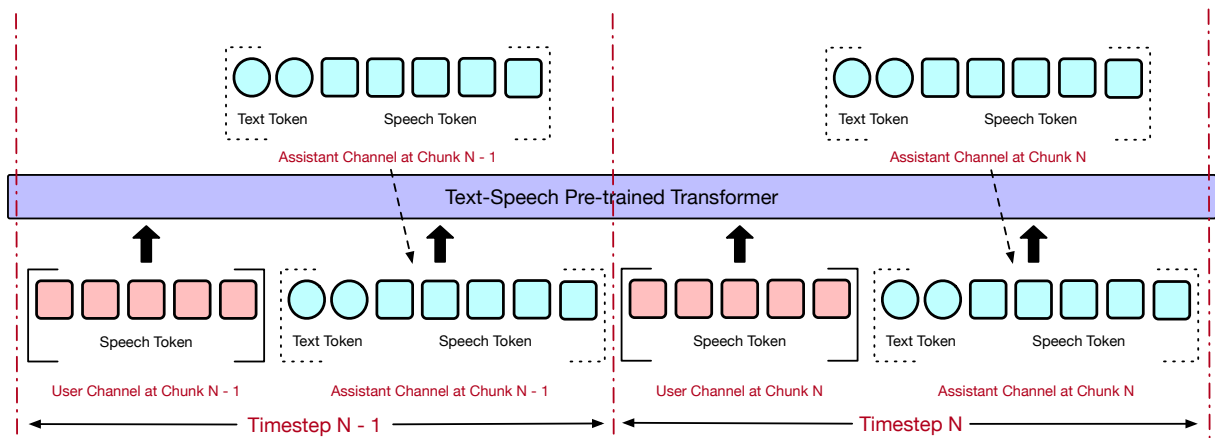 Text Token
Speech Token
Text Token
Speech Token
Assistant Channel at Chunk N - 1
Assistant Channel at Chunk N
Text-Speech Pre-trained Transformer
Speech Token
Text Token
Speech Token
Speech Token
Text Token
Speech Token
User Channel at Chunk N - 1
Assistant Channel at Chunk N - 1
User Channel at Chunk N
Assistant Channel at Chunk N
Timestep N - 1
Timestep N